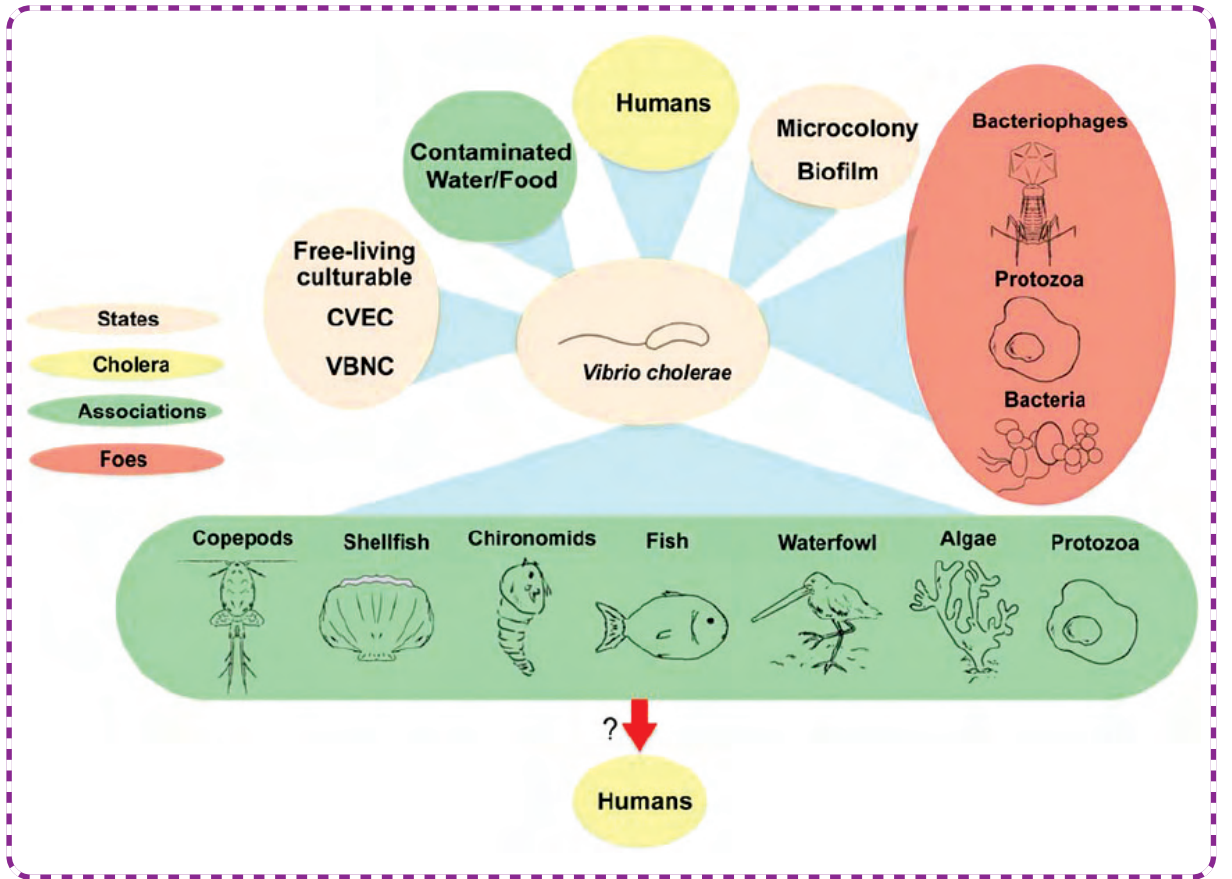 Humans
Contaminated
Water/Food
Microcolony
Biofilm
Bacteriophages
Protozoa
Bacteria
Free-living
culturable
CVEC
VBNC
Vibrio cholerae
States
Cholera
Associations
Foes
Copepods
Shellfish
Chironomids
Fish
Waterfowl
Algae
Protozoa
?
Humans